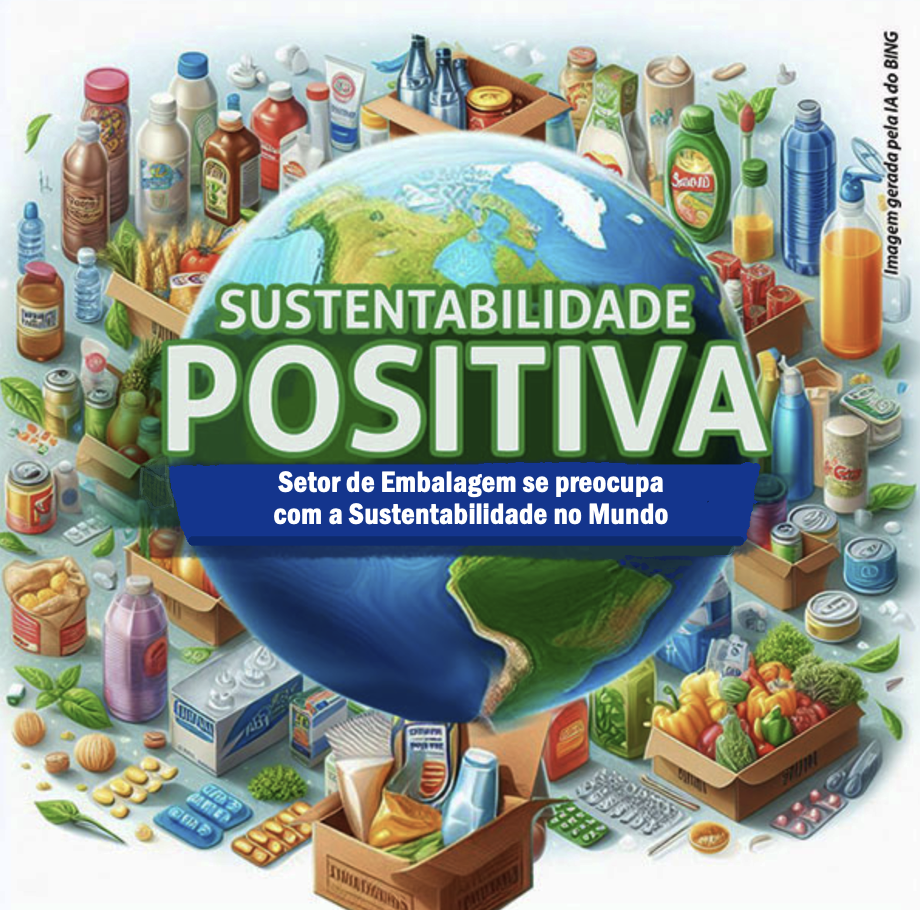 SUSTENTABILIDADE
POSITIVA
Setor de Embalagem se preocupa
com a Sustentabilidade no Mundo
Imagem gerada pela IA do BING